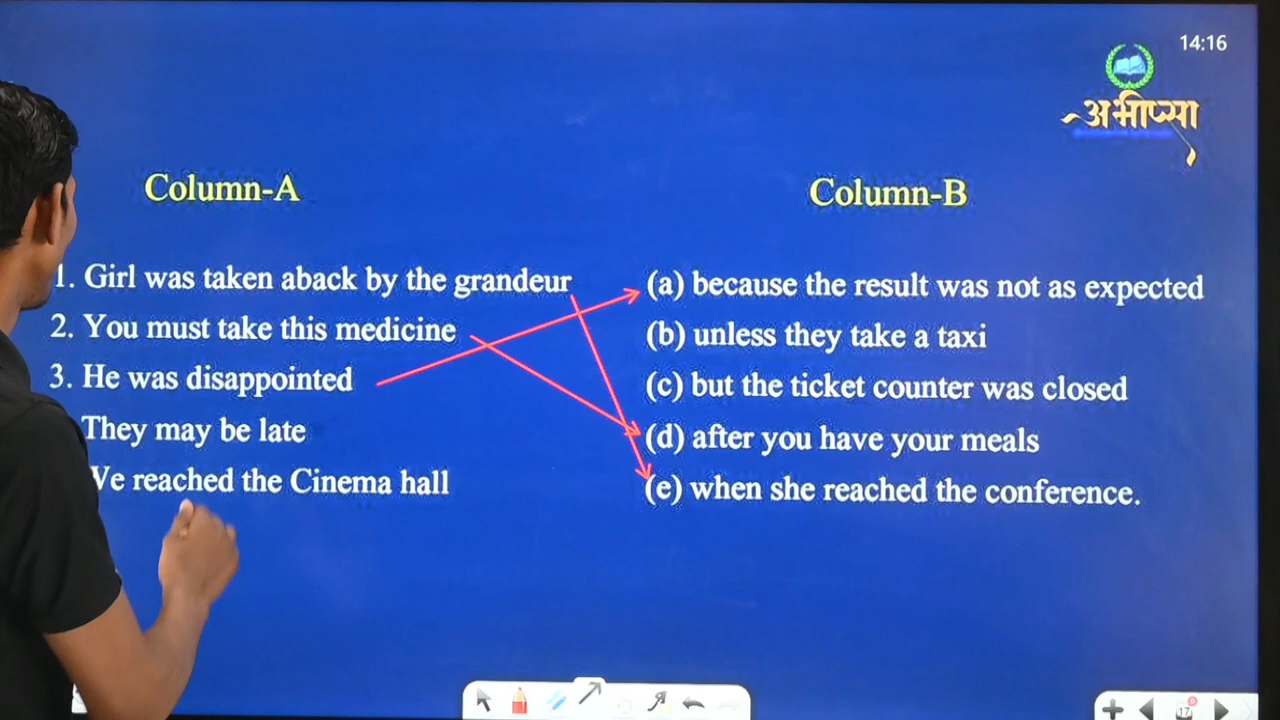 14:16
अभीप्सा
Column-A
Column-B
1. Girl was taken aback by the grandeur
(a) because the result was not as expected
2. You must take this medicine
(b) unless they take a taxi
3. He was disappointed
(c) but the ticket counter was closed
They may be late
(d) after you have your meals
We reached the Cinema hall
(e) when she reached the conference.
17